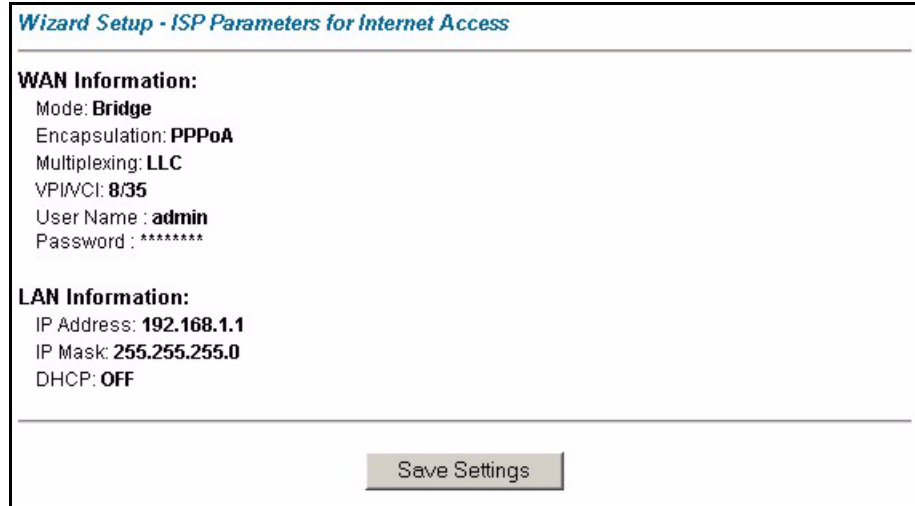 Wizard Setup - ISP Parameters for Internet Access
WAN Information:
Mode: Bridge
Encapsulation: PPPoA
Multiplexing: LLC
VPI/VCI: 8/35
User Name : admin
Password : ********
LAN Information:
IP Address: 192.168.1.1
IP Mask: 255.255.255.0
DHCP: OFF
Save Settings